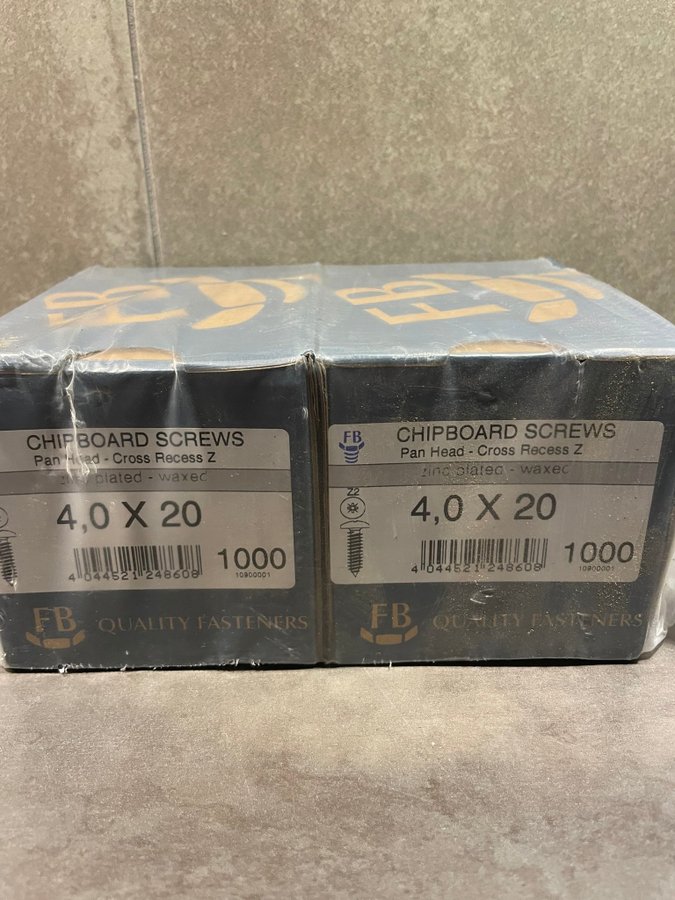 FB
FB
CHIPBOARD SCREWS
Pan Head - Cross Recess Z
zinc plated - waxed
4,0 X 20
4 044521 248608
1000
10900001
FB QUALITY FASTENERS
FB
CHIPBOARD SCREWS
Pan Head - Cross Recess Z
zinc plated - waxed
Z2
4,0 X 20
4 044521 248608
1000
10900001
FB QUALITY FASTENERS